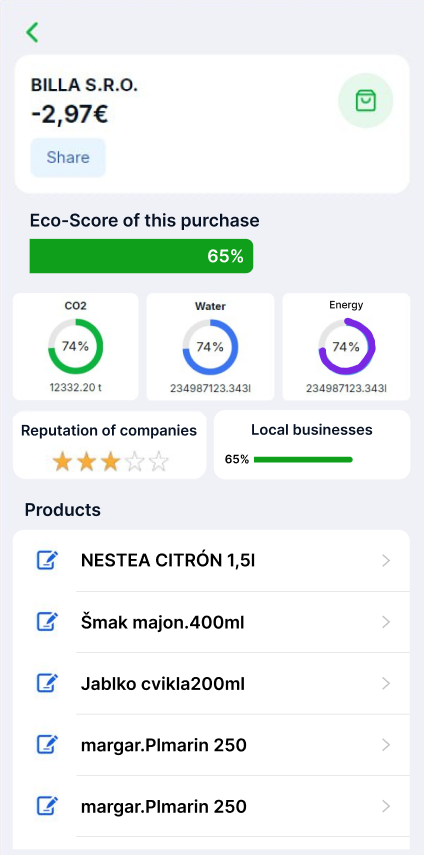 BILLA S.R.O.
-2,97€
Share
Eco-Score of this purchase
65%
CO2
74%
12332.20 t
Water
74%
234987123.343l
Energy
74%
234987123.343l
Reputation of companies
Local businesses
65%
Products
NESTEA CITRÓN 1,5l
Šmak majon.400ml
Jablko cvikla200ml
margar.Plmarin 250
margar.Plmarin 250